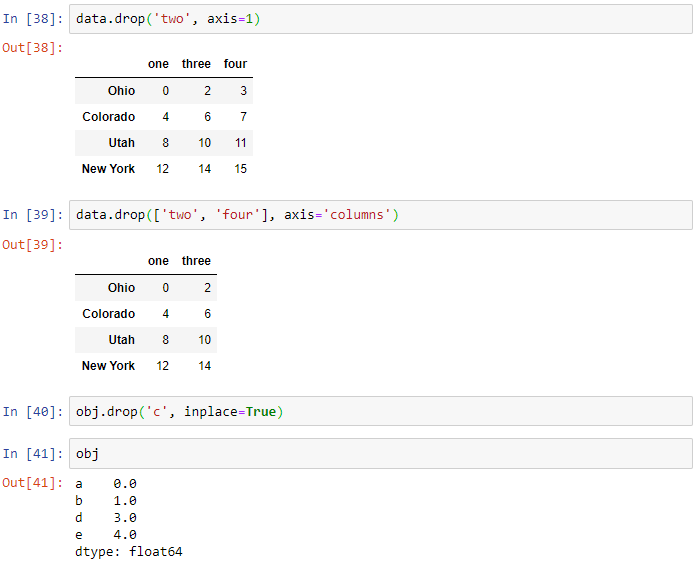 In [38]: data.drop('two', axis=1)
Out[38]:
one three four
Ohio 0 2 3
Colorado 4 6 7
Utah 8 10 11
New York 12 14 15
In [39]: data.drop(['two', 'four'], axis='columns')
Out[39]:
one three
Ohio 0 2
Colorado 4 6
Utah 8 10
New York 12 14
In [40]: obj.drop('c', inplace=True)
In [41]: obj
Out[41]: a 0.0
b 1.0
d 3.0
e 4.0
dtype: float64